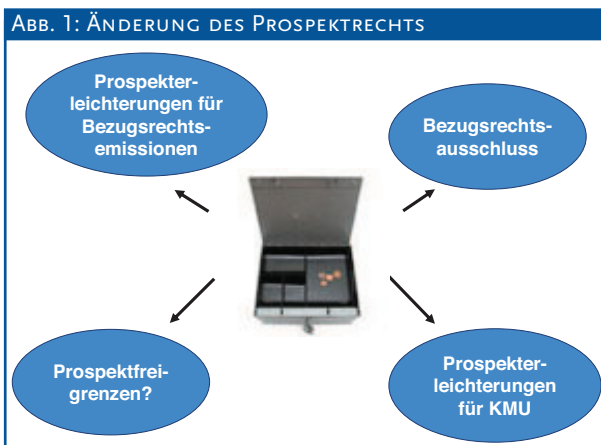 Abb. 1: Änderung des Prospektrechts
Prospekter-
leichterungen für
Bezugsrechts-
emissionen
Bezugsrechts-
ausschluss
Prospektfrei-
grenzen?
Prospekter-
leichterungen
für KMU